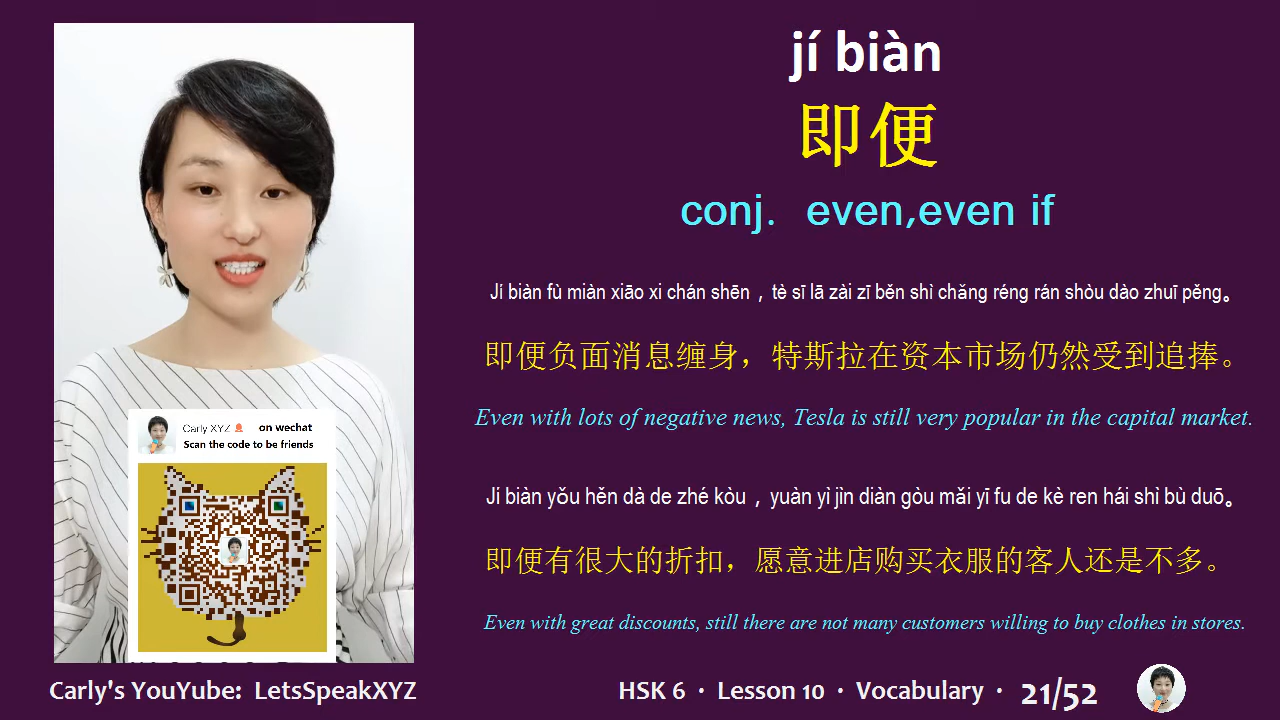 jí biàn
即便
conj. even,even if
Jí biàn fù miàn xiāo xi chán shēn，tè sī lā zài zī běn shì chǎng réng rán shòu dào zhuī pěng。
即便负面消息缠身，特斯拉在资本市场仍然受到追捧。
Even with lots of negative news, Tesla is still very popular in the capital market.
Jí biàn yǒu hěn dà de zhé kòu，yuàn yì jìn diàn gòu mǎi yī fu de kè ren hái shì bù duō。
即便有很大的折扣，愿意进店购买衣服的客人还是不多。
Even with great discounts, still there are not many customers willing to buy clothes in stores.
Carly XYZ on wechat
Scan the code to be friends
Carly's YouYube: LetsSpeakXYZ
HSK 6 · Lesson 10 · Vocabulary · 21/52